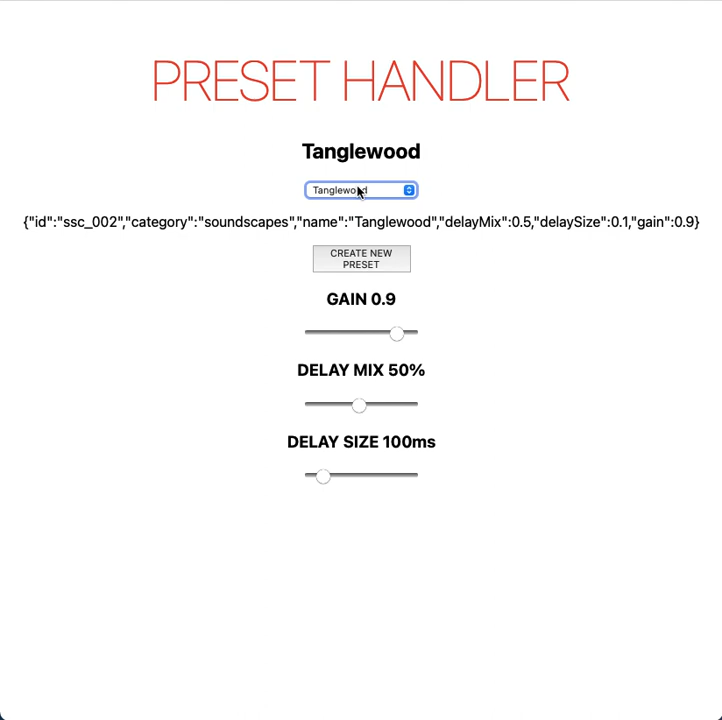 PRESET HANDLER
Tanglewood
Tanglewood
{"id":"ssc_002","category":"soundscapes","name":"Tanglewood","delayMix":0.5,"delaySize":0.1,"gain":0.9}
CREATE NEW
PRESET
GAIN 0.9
DELAY MIX 50%
DELAY SIZE 100ms